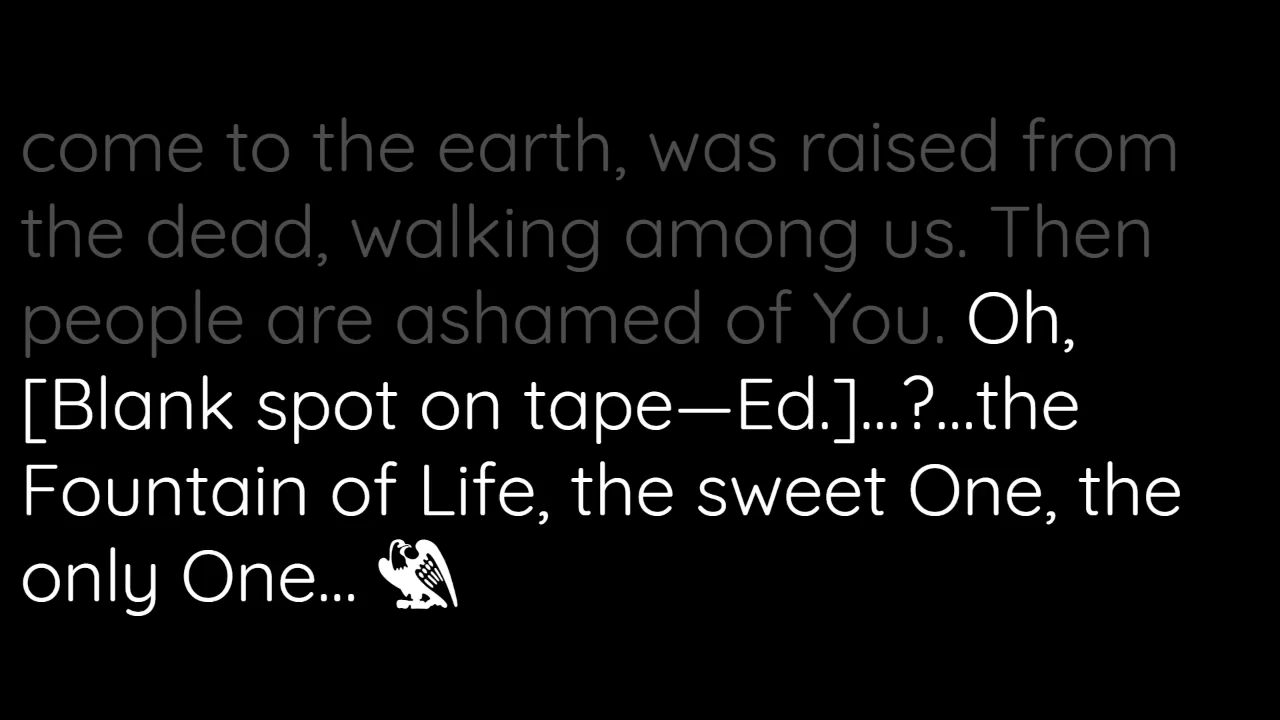 come to the earth, was raised from
the dead, walking among us. Then
people are ashamed of You. Oh,
[Blank spot on tape—Ed.]...?...the
Fountain of Life, the sweet One, the
only One...